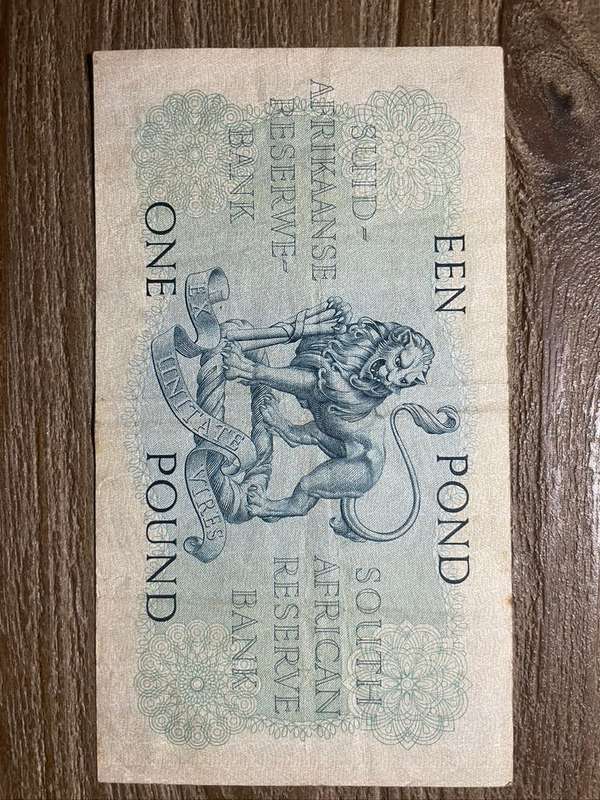 EEN POND
SUID-
AFRIKAANSE
RESERWE-
BANK
SOUTH
AFRICAN
RESERVE
BANK
EX UNITATE VIRES
ONE POUND